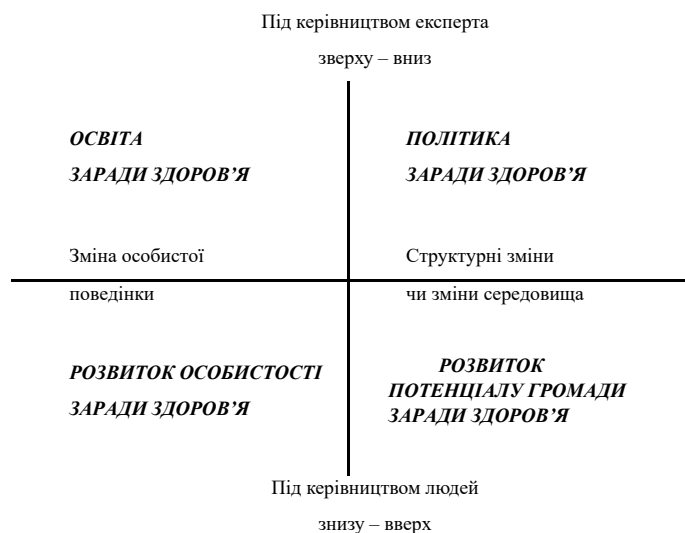 Під керівництвом експерта
зверху – вниз
ОСВІТА
ЗАРАДИ ЗДОРОВ’Я
ПОЛІТИКА
ЗАРАДИ ЗДОРОВ’Я
Зміна особистої
поведінки
Структурні зміни
чи зміни середовища
РОЗВИТОК ОСОБИСТОСТІ
ЗАРАДИ ЗДОРОВ’Я
РОЗВИТОК
ПОТЕНЦІАЛУ ГРОМАДИ
ЗАРАДИ ЗДОРОВ’Я
Під керівництвом людей
знизу – вверх